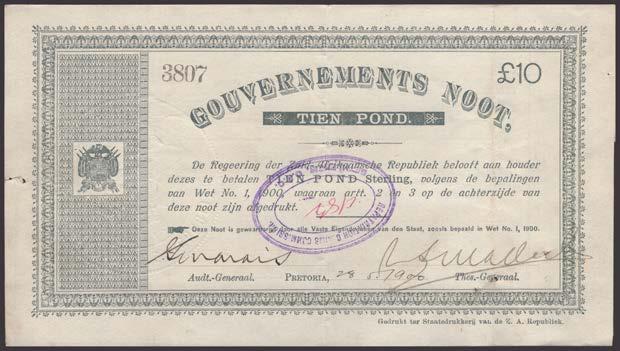 3807
£10
GOUVERNEMENTS NOOT,
TIEN POND.
De Regeering der Zuid-Afrikaansche Republiek belooft aan houder
dezes te betalen TIEN POND Sterling, volgens de bepalingen
van Wet No. 1, 1900, waarvan artt. 2 en 3 op de achterzijde van
deze noot zijn afgedrukt.
Deze Noot is gewaarborgd door alle Vaste Eigendommen van den Staat, zooals bepaald in Wet No. 1, 1900.
Audt.-Generaal. PRETORIA, 28 5 1900 Thes.-Generaal.
Gedrukt ter Staatsdrukkerij van de Z. A. Republiek.